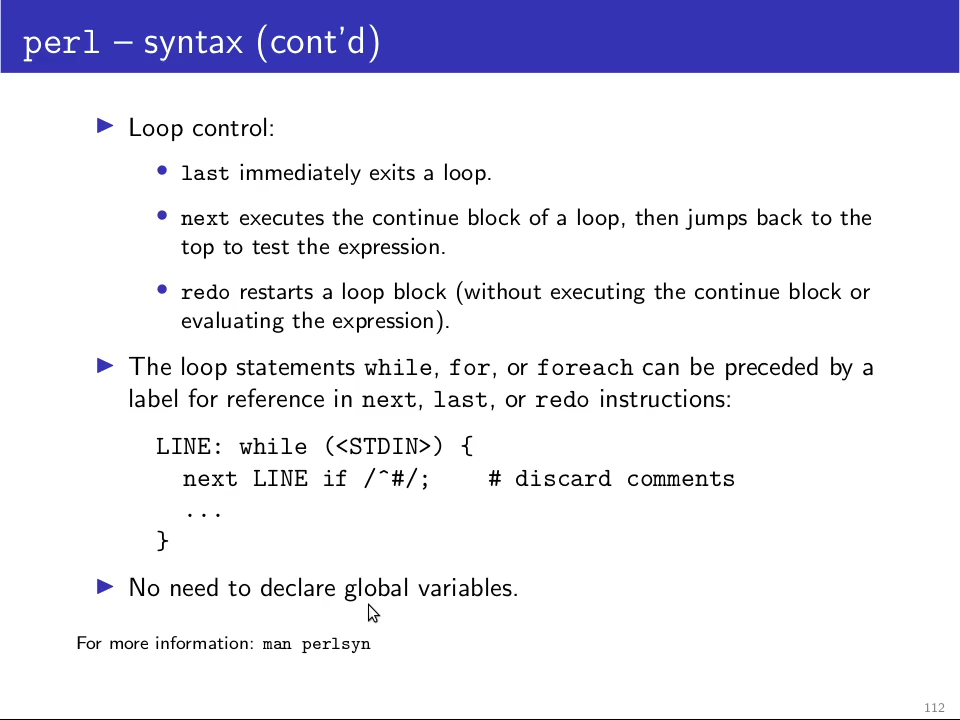 perl – syntax (cont'd)
Loop control:
last immediately exits a loop.
next executes the continue block of a loop, then jumps back to the
top to test the expression.
redo restarts a loop block (without executing the continue block or
evaluating the expression).
The loop statements while, for, or foreach can be preceded by a
label for reference in next, last, or redo instructions:
LINE: while (<STDIN>) {
  next LINE if /^#/;    # discard comments
  ...
}
No need to declare global variables.
For more information: man perlsyn
112